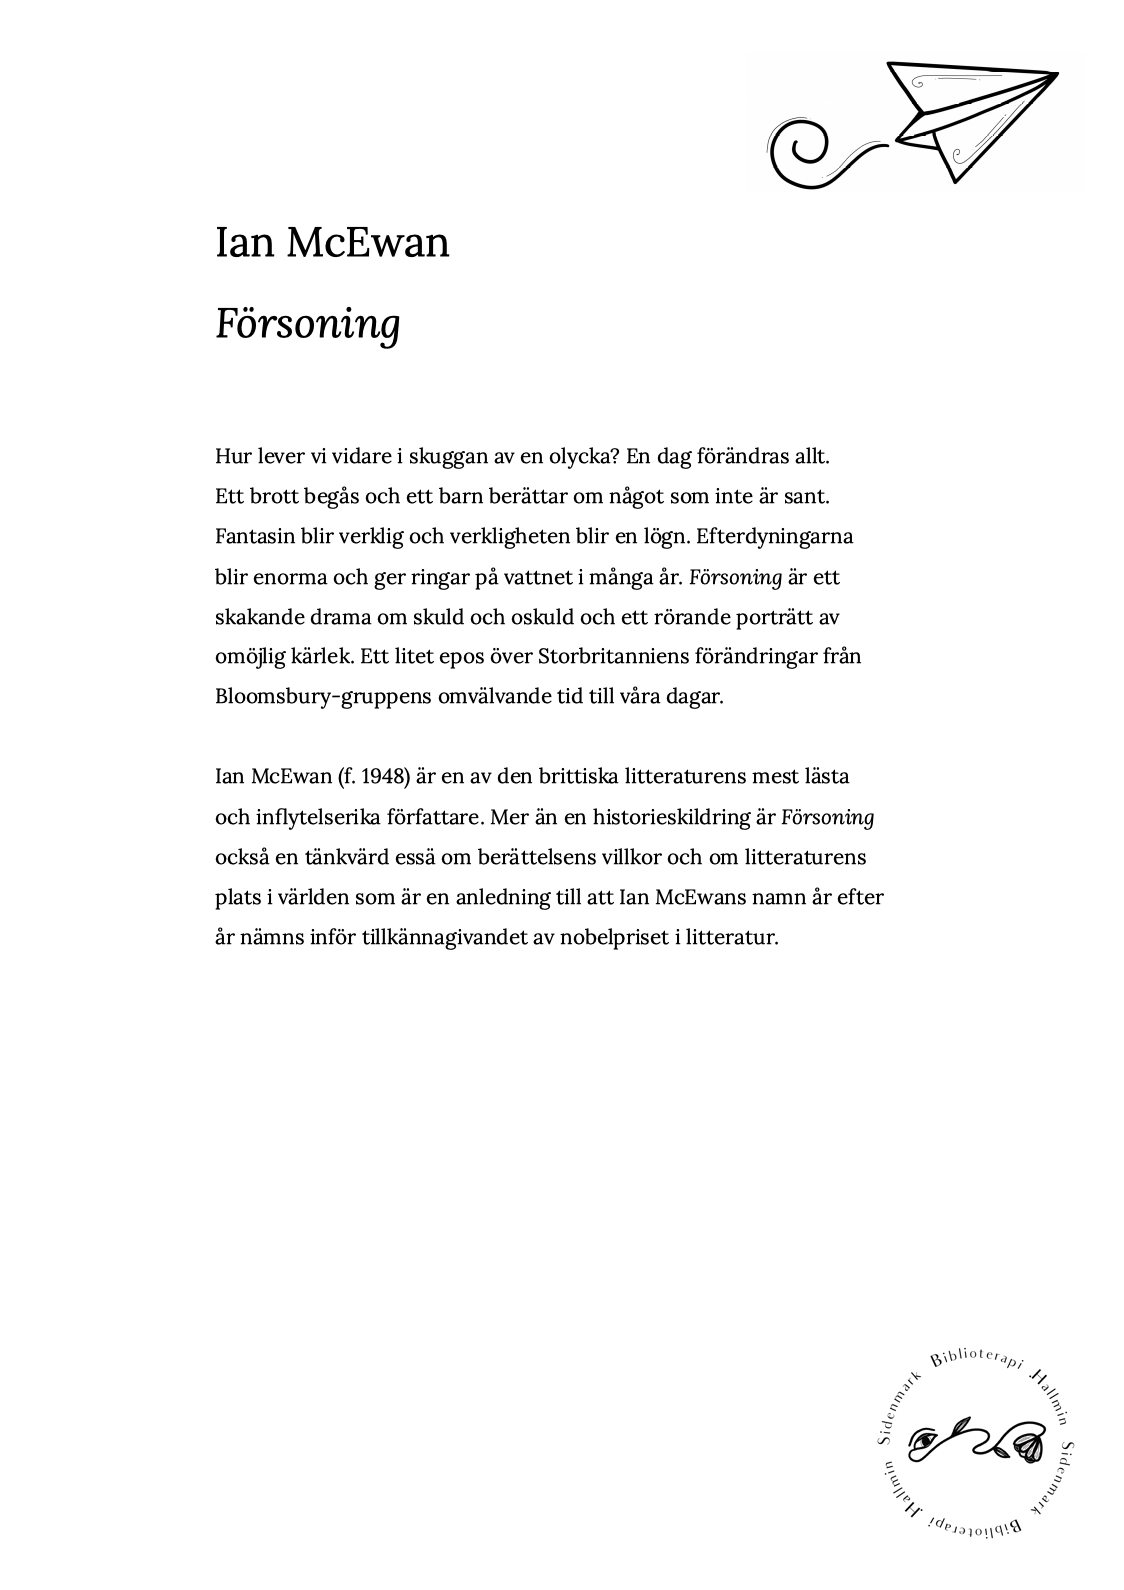 Ian McEwan
Försoning
Hur lever vi vidare i skuggan av en olycka? En dag förändras allt.
Ett brott begås och ett barn berättar om något som inte är sant.
Fantasin blir verklig och verkligheten blir en lögn. Efterdyningarna
blir enorma och ger ringar på vattnet i många år. Försoning är ett
skakande drama om skuld och oskuld och ett rörande porträtt av
omöjlig kärlek. Ett litet epos över Storbritanniens förändringar från
Bloomsbury-gruppens omvälvande tid till våra dagar.
Ian McEwan (f. 1948) är en av den brittiska litteraturens mest lästa
och inflytelserika författare. Mer än en historieskildring är Försoning
också en tänkvärd essä om berättelsens villkor och om litteraturens
plats i världen som är en anledning till att Ian McEwans namn år efter
år nämns inför tillkännagivandet av nobelpriset i litteratur.
Biblioterapi Hallmin Sidenmark Biblioterapi Hallmin Sidenmark